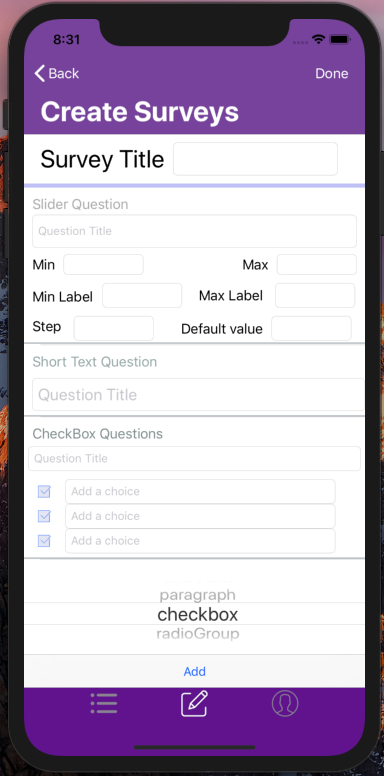 8:31
Back
Done
Create Surveys
Survey Title
Slider Question
Question Title
Min
Max
Min Label
Max Label
Step
Default value
Short Text Question
Question Title
CheckBox Questions
Question Title
Add a choice
Add a choice
Add a choice
paragraph
checkbox
radioGroup
Add